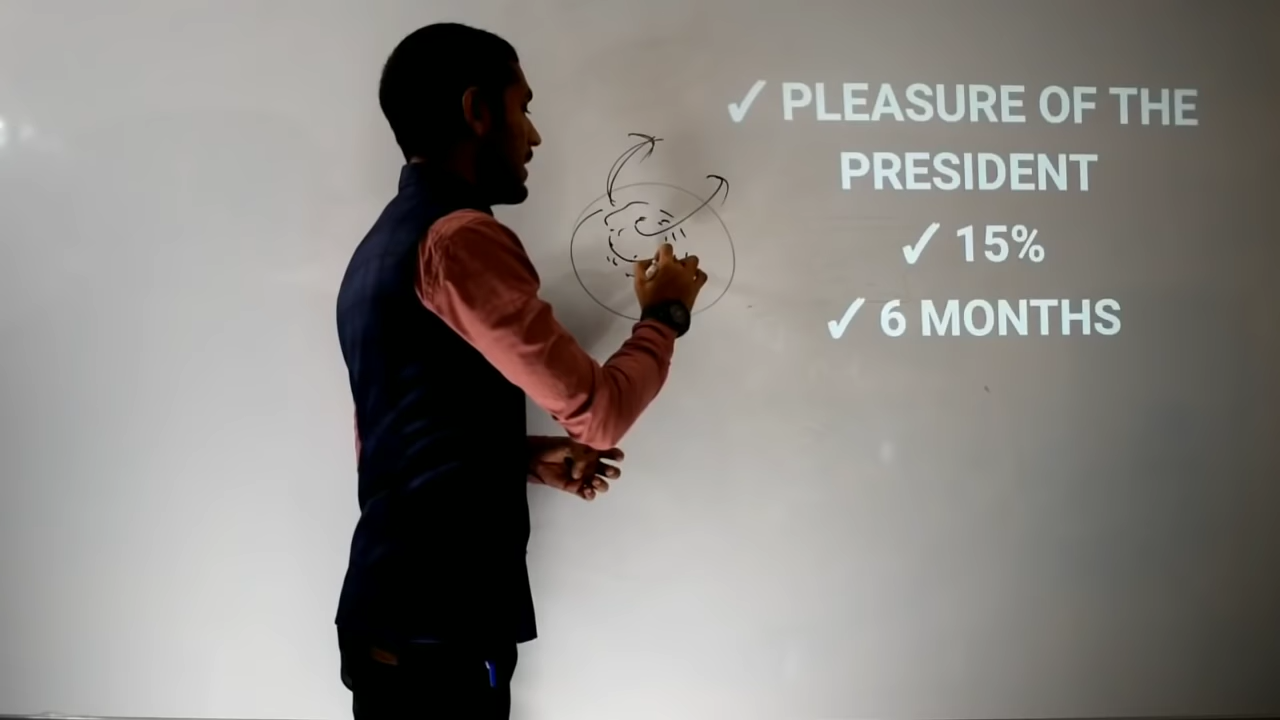 ✓ PLEASURE OF THE
PRESIDENT
✓ 15%
✓ 6 MONTHS